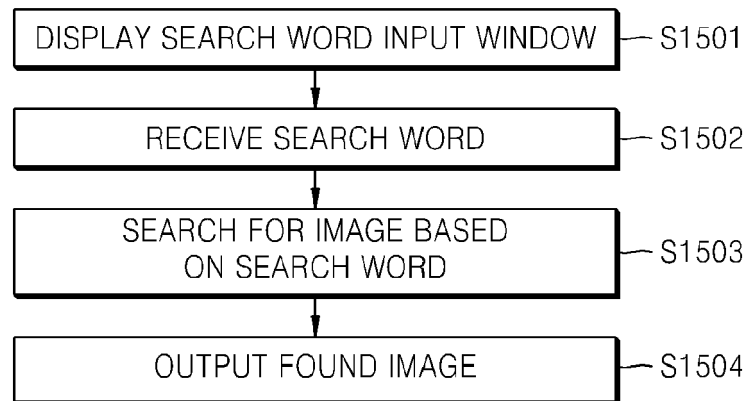 DISPLAY SEARCH WORD INPUT WINDOW S1501
RECEIVE SEARCH WORD S1502
SEARCH FOR IMAGE BASED
ON SEARCH WORD S1503
OUTPUT FOUND IMAGE S1504